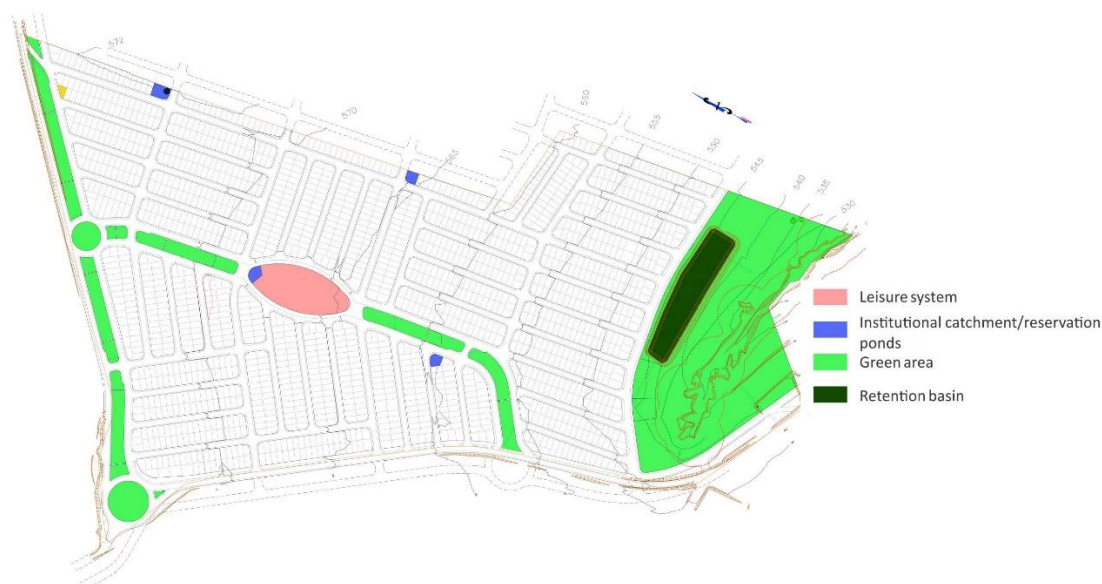 572
570
565
560
555
550
545
540
535
530
Leisure system
Institutional catchment/reservation
ponds
Green area
Retention basin